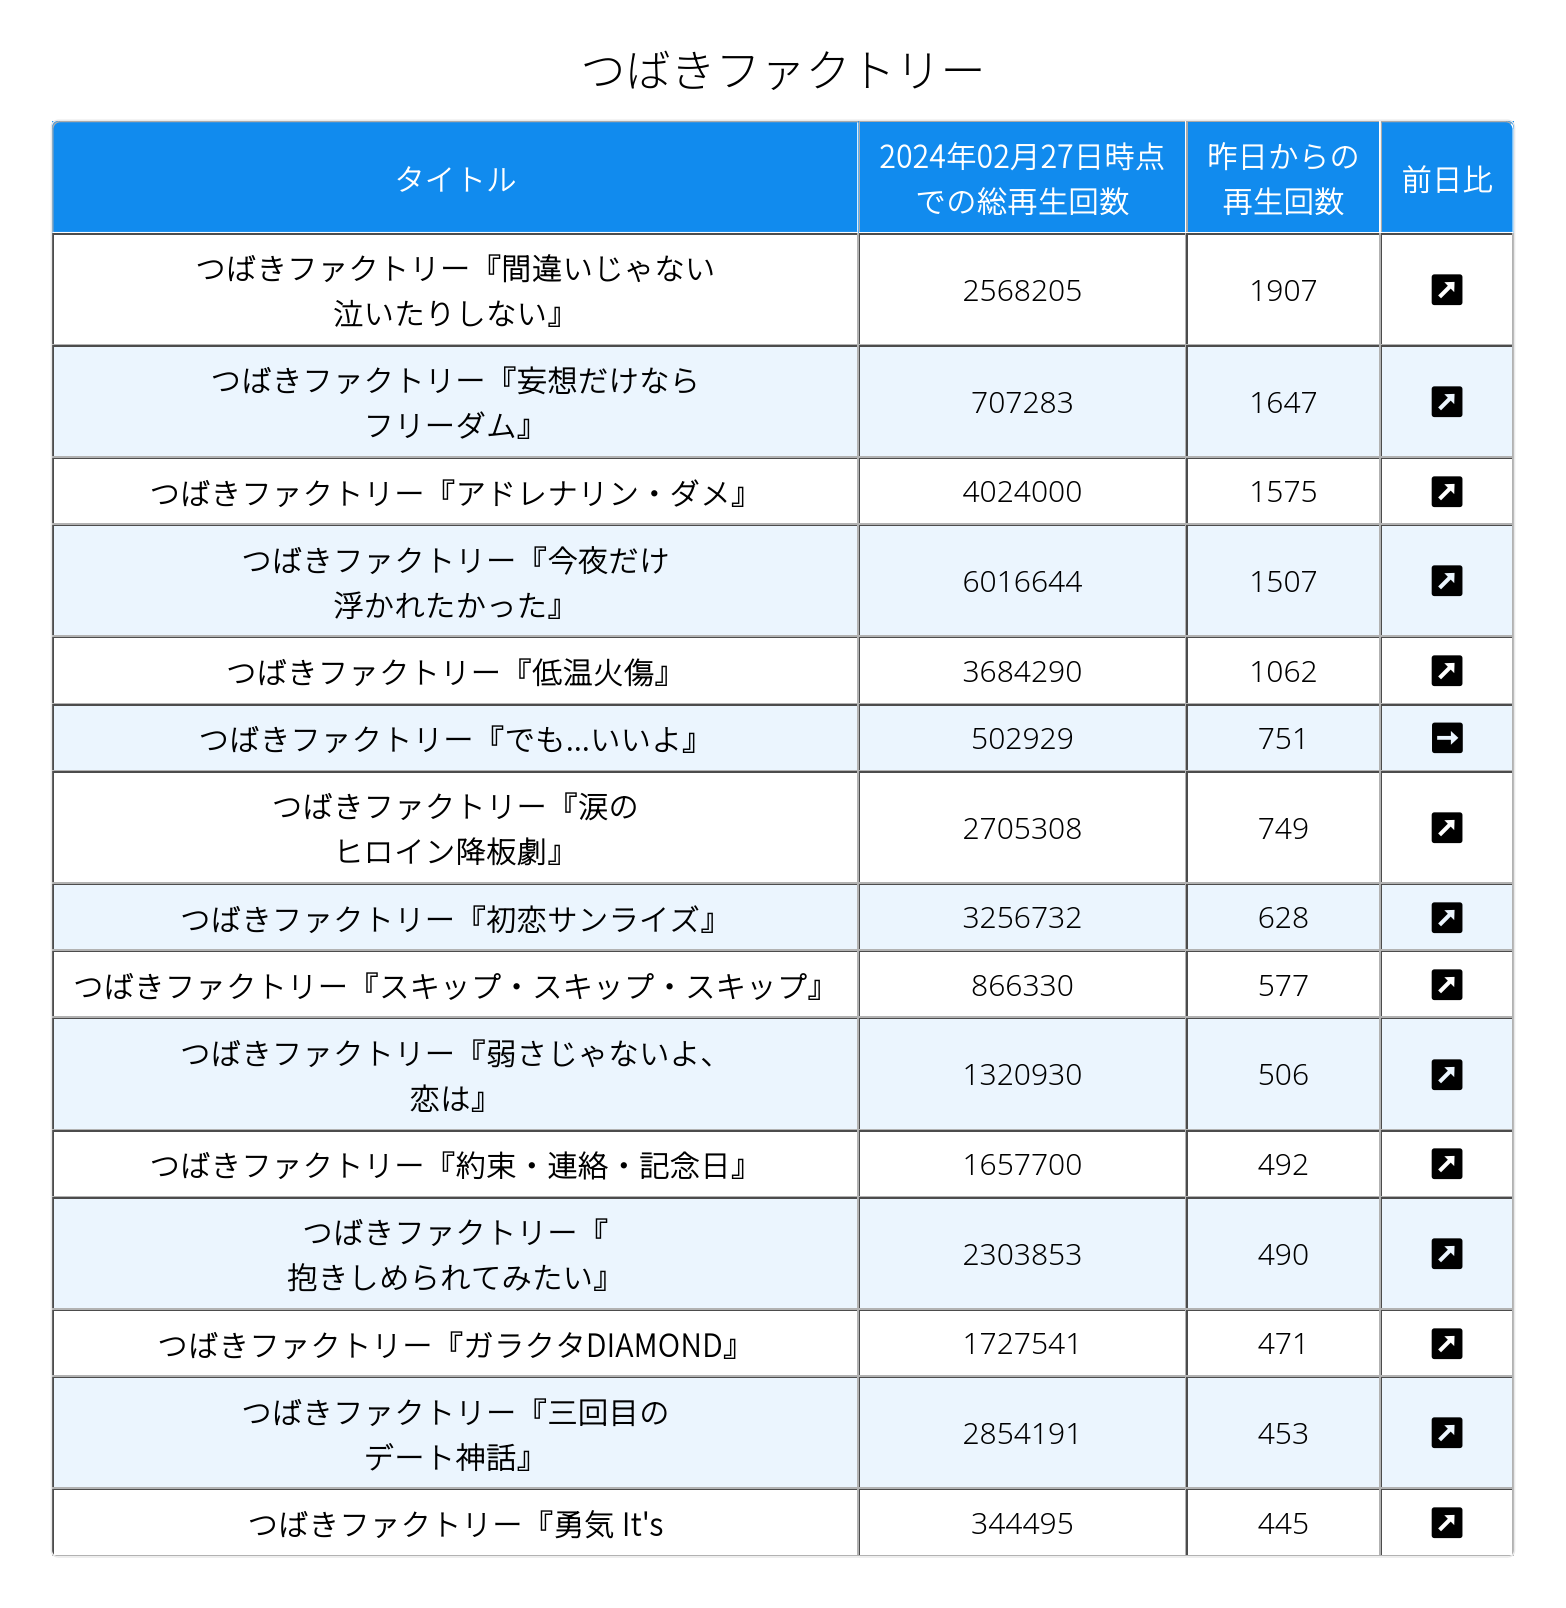 つばきファクトリー
タイトル
2024年02月27日時点
での総再生回数
昨日からの
再生回数
前日比
つばきファクトリー『間違いじゃない
泣いたりしない』
2568205
1907
つばきファクトリー『妄想だけなら
フリーダム』
707283
1647
つばきファクトリー『アドレナリン・ダメ』
4024000
1575
つばきファクトリー『今夜だけ
浮かれたかった』
6016644
1507
つばきファクトリー『低温火傷』
3684290
1062
つばきファクトリー『でも...いいよ』
502929
751
つばきファクトリー『涙の
ヒロイン降板劇』
2705308
749
つばきファクトリー『初恋サンライズ』
3256732
628
つばきファクトリー『スキップ・スキップ・スキップ』
866330
577
つばきファクトリー『弱さじゃないよ、
恋は』
1320930
506
つばきファクトリー『約束・連絡・記念日』
1657700
492
つばきファクトリー『
抱きしめられてみたい』
2303853
490
つばきファクトリー『ガラクタDIAMOND』
1727541
471
つばきファクトリー『三回目の
デート神話』
2854191
453
つばきファクトリー『勇気 It's
344495
445